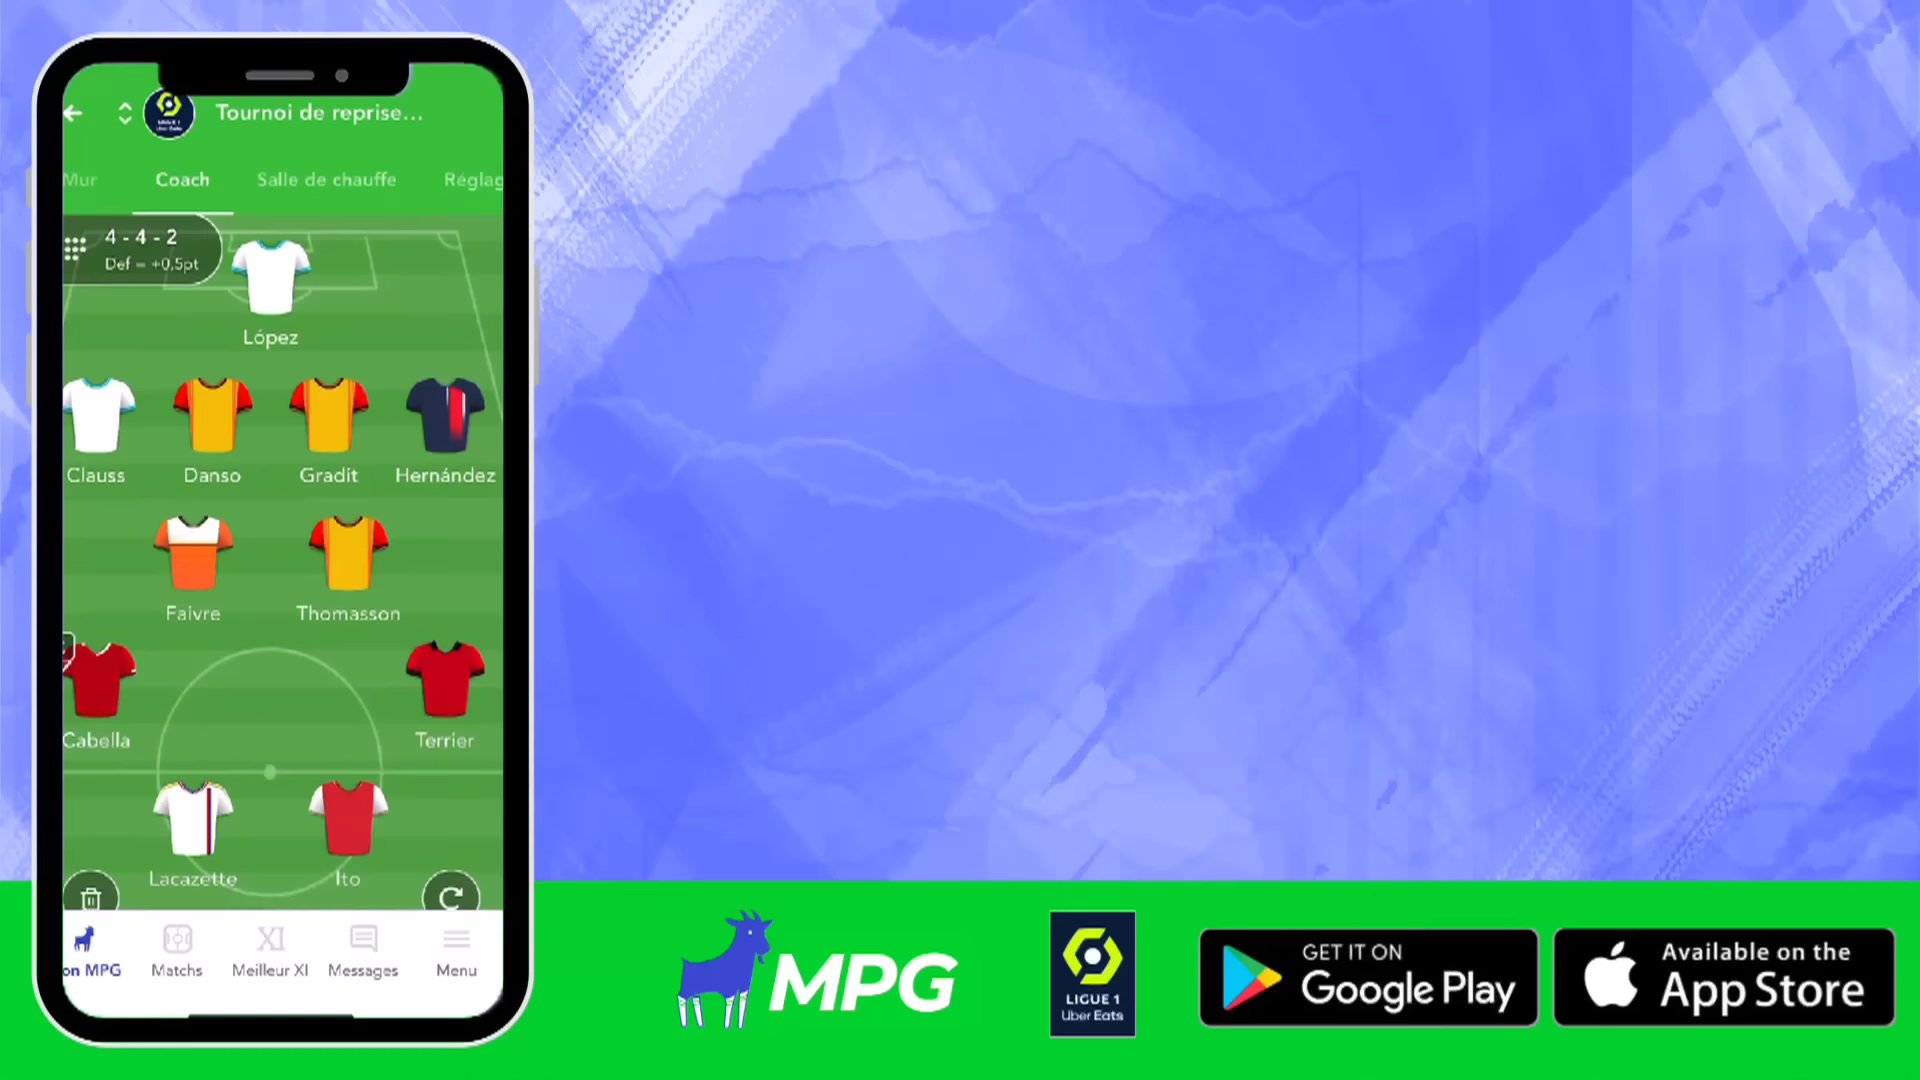 Tournoi de reprise...
Mur
Coach
Salle de chauffe
Réglag
4 - 4 - 2
Def = +0,5pt
López
Clauss
Danso
Gradit
Hernández
Faivre
Thomasson
Cabella
Terrier
Lacazette
Ito
on MPG
Matchs
XI
Meilleur XI
Messages
Menu
MPG
LIGUE 1
Uber Eats
GET IT ON
Google Play
Available on the
App Store